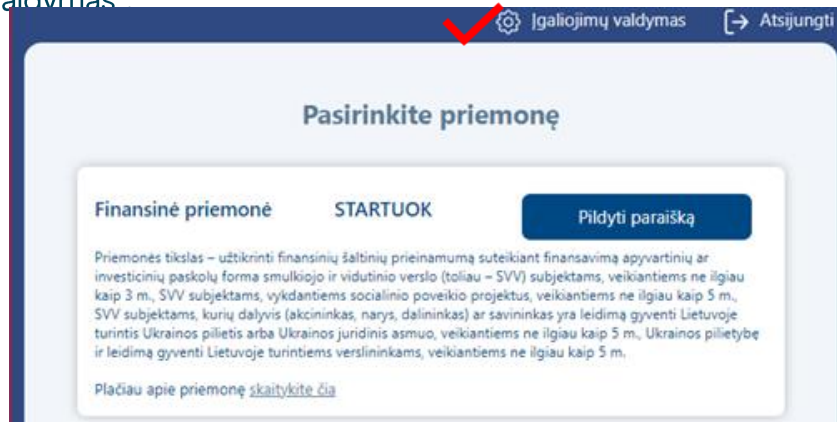 Įgaliojimų valdymas Atsijungti
Pasirinkite priemonę
Finansinė priemonė STARTUOK Pildyti paraišką
Priemonės tikslas – užtikrinti finansinių šaltinių prieinamumą suteikiant finansavimą apyvartinių ar
investicinių paskolų forma smulkiojo ir vidutinio verslo (toliau – SVV) subjektams, veikiantiems ne ilgiau
kaip 3 m., SVV subjektams, vykdantiems socialinio poveikio projektus, veikiantiems ne ilgiau kaip 5 m.,
SVV subjektams, kurių dalyvis (akcininkas, narys, dalininkas) ar savininkas yra leidimą gyventi Lietuvoje
turintis Ukrainos pilietis arba Ukrainos juridinis asmuo, veikiantiems ne ilgiau kaip 5 m., Ukrainos pilietybę
ir leidimą gyventi Lietuvoje turintiems verslininkams, veikiantiems ne ilgiau kaip 5 m.
Plačiau apie priemonę skaitykite čia